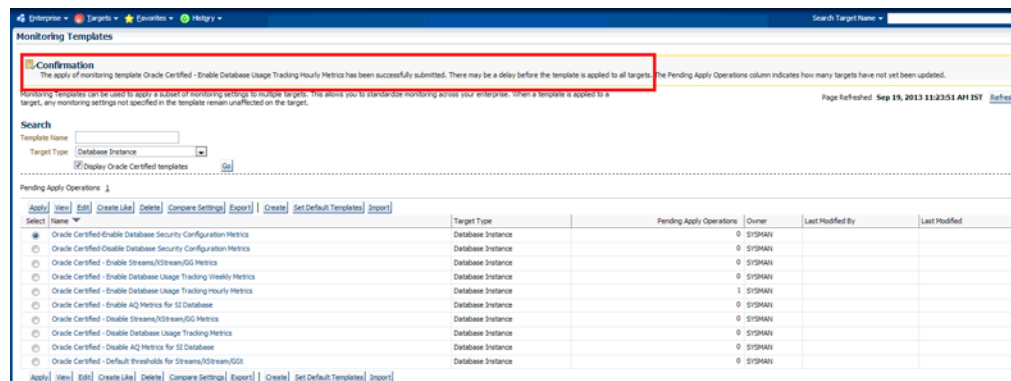 Enterprise Targets Favorites History Search Target Name
Monitoring Templates
Confirmation
The apply of monitoring template Oracle Certified - Enable Database Usage Tracking Hourly Metrics has been successfully submitted. There may be a delay before the template is applied to all targets. The Pending Apply Operations column indicates how many targets have not yet been updated.
Monitoring Templates can be used to apply a subset of monitoring settings to multiple targets. This allows you to standardize monitoring across your enterprise. When a template is applied to a
target, any monitoring settings not specified in the template remain unaffected on the target.
Page Refreshed Sep 19, 2013 11:23:51 AM IST Refres
Search
Template Name
Target Type Database Instance
Display Oracle Certified templates Go
Pending Apply Operations 1
Apply View Edit Create Like Delete Compare Settings Export | Create Set Default Templates Import
Select Name Target Type Pending Apply Operations Owner Last Modified By Last Modified
Oracle Certified-Enable Database Security Configuration Metrics Database Instance 0 SYSMAN
Oracle Certified-Disable Database Security Configuration Metrics Database Instance 0 SYSMAN
Oracle Certified - Enable Streams/XStream/GG Metrics Database Instance 0 SYSMAN
Oracle Certified - Enable Database Usage Tracking Weekly Metrics Database Instance 0 SYSMAN
Oracle Certified - Enable Database Usage Tracking Hourly Metrics Database Instance 1 SYSMAN
Oracle Certified - Enable AQ Metrics for SI Database Database Instance 0 SYSMAN
Oracle Certified - Disable Streams/XStream/GG Metrics Database Instance 0 SYSMAN
Oracle Certified - Disable Database Usage Tracking Metrics Database Instance 0 SYSMAN
Oracle Certified - Disable AQ Metrics for SI Database Database Instance 0 SYSMAN
Oracle Certified - Default thresholds for Streams/XStream/GGt Database Instance 0 SYSMAN
Apply View Edit Create Like Delete Compare Settings Export | Create Set Default Templates Import